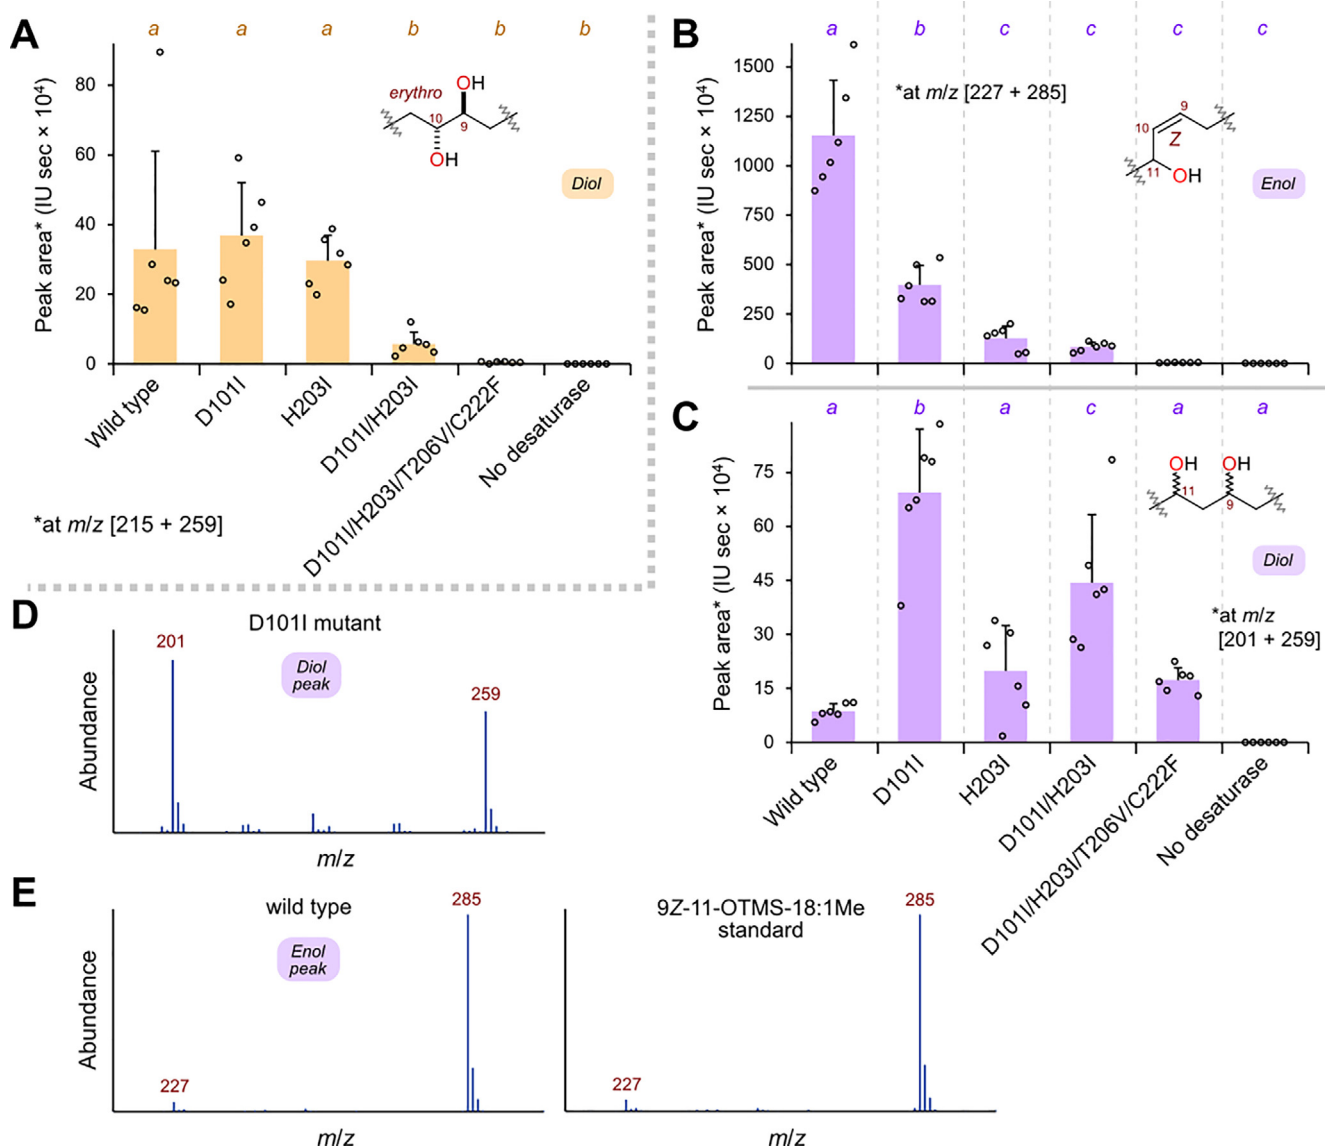 A
a a a b b b
Peak area* (IU sec × 10⁴)
80
60
40
20
0
erythro
OH
10
9
OH
Diol
Wild type
D101I
H203I
D101I/H203I
D101I/H203I/T206V/C222F
No desaturase
*at m/z [215 + 259]
B
a b c c c c
Peak area* (IU sec × 10⁴)
1500
1250
1000
750
500
250
0
*at m/z [227 + 285]
9
10
Z
11
OH
Enol
C
a b a c a a
Peak area* (IU sec × 10⁴)
75
60
45
30
15
0
OH OH
11
9
Diol
*at m/z
[201 + 259]
Wild type
D101I
H203I
D101I/H203I
D101I/H203I/T206V/C222F
No desaturase
D
D101I mutant
Abundance
201
Diol
peak
259
m/z
E
wild type
Abundance
285
Enol
peak
227
m/z
9Z-11-OTMS-18:1Me
standard
285
227
m/z